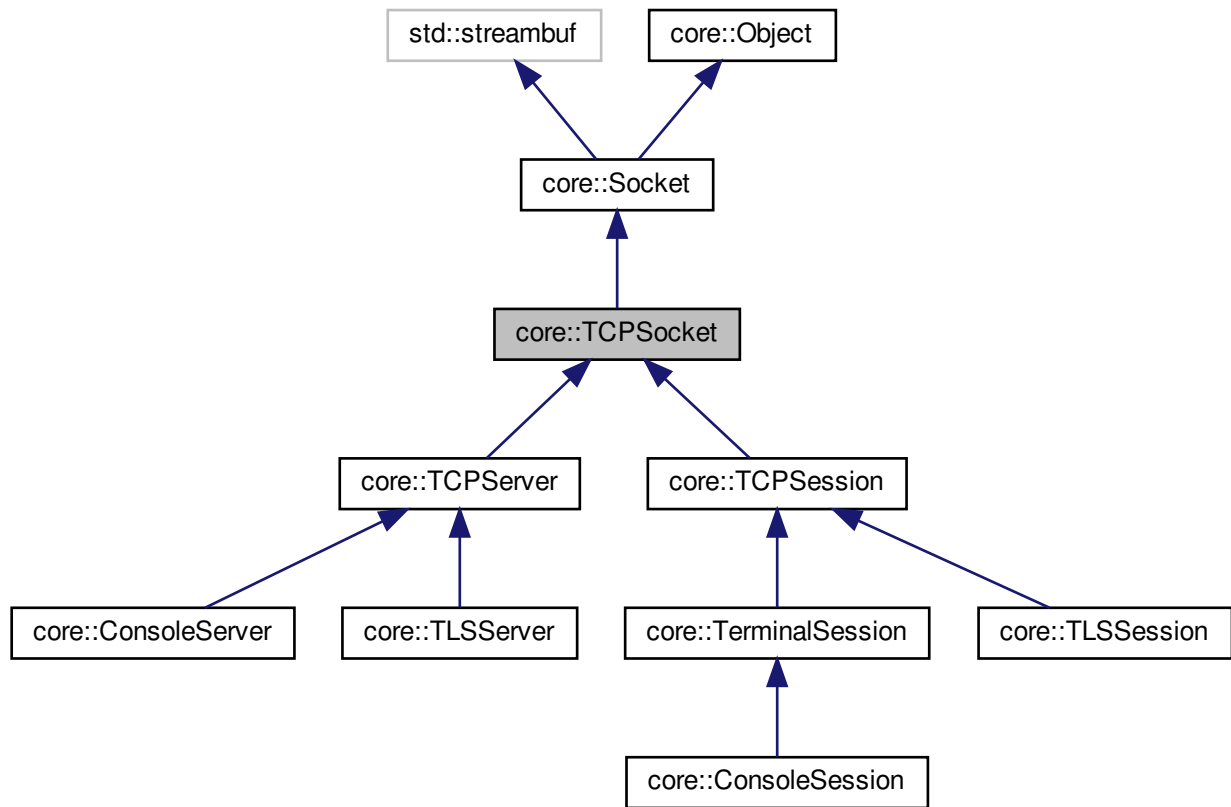 std::streambuf
core::Object
core::Socket
core::TCPSocket
core::TCPServer
core::TCPSession
core::ConsoleServer
core::TLSServer
core::TerminalSession
core::TLSSession
core::ConsoleSession